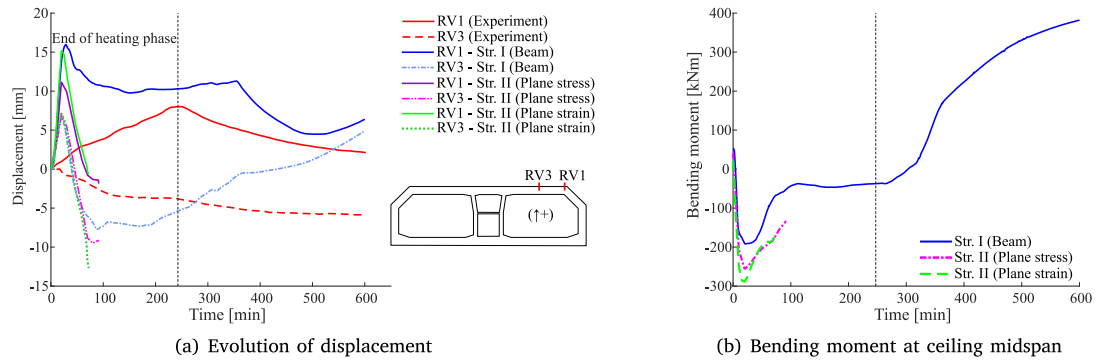 20
15
10
5
0
-5
-10
-15
Displacement [mm]
End of heating phase
0
100
200
300
400
500
600
Time [min]
RV1 (Experiment)
RV3 (Experiment)
RV1 - Str. I (Beam)
RV3 - Str. I (Beam)
RV1 - Str. II (Plane stress)
RV3 - Str. II (Plane stress)
RV1 - Str. II (Plane strain)
RV3 - Str. II (Plane strain)
RV3 RV1
(↑+)
(a) Evolution of displacement
400
300
200
100
0
-100
-200
-300
Bending moment [kNm]
Str. I (Beam)
Str. II (Plane stress)
Str. II (Plane strain)
0
100
200
300
400
500
600
Time [min]
(b) Bending moment at ceiling midspan